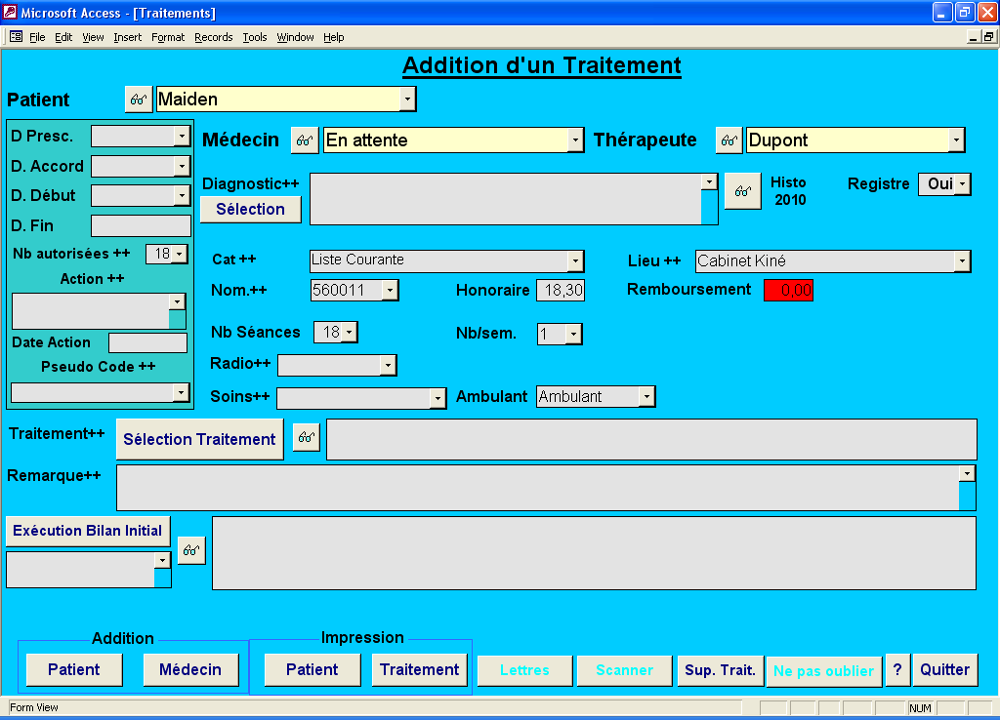 Microsoft Access - [Traitements]
File Edit View Insert Format Records Tools Window Help
Addition d'un Traitement
Patient Maiden
D Presc.
Médecin En attente Thérapeute Dupont
D. Accord
Diagnostic++ Histo 2010 Registre Oui
D. Début
Sélection
D. Fin
Nb autorisées ++ 18
Cat ++ Liste Courante Lieu ++ Cabinet Kiné
Action ++
Nom.++ 560011 Honoraire 18,30 Remboursement 0,00
Nb Séances 18 Nb/sem. 1
Date Action
Pseudo Code ++
Radio++
Soins++ Ambulant Ambulant
Traitement++ Sélection Traitement
Remarque++
Exécution Bilan Initial
Addition Impression
Patient Médecin Patient Traitement Lettres Scanner Sup. Trait. Ne pas oublier ? Quitter
Form View NUM